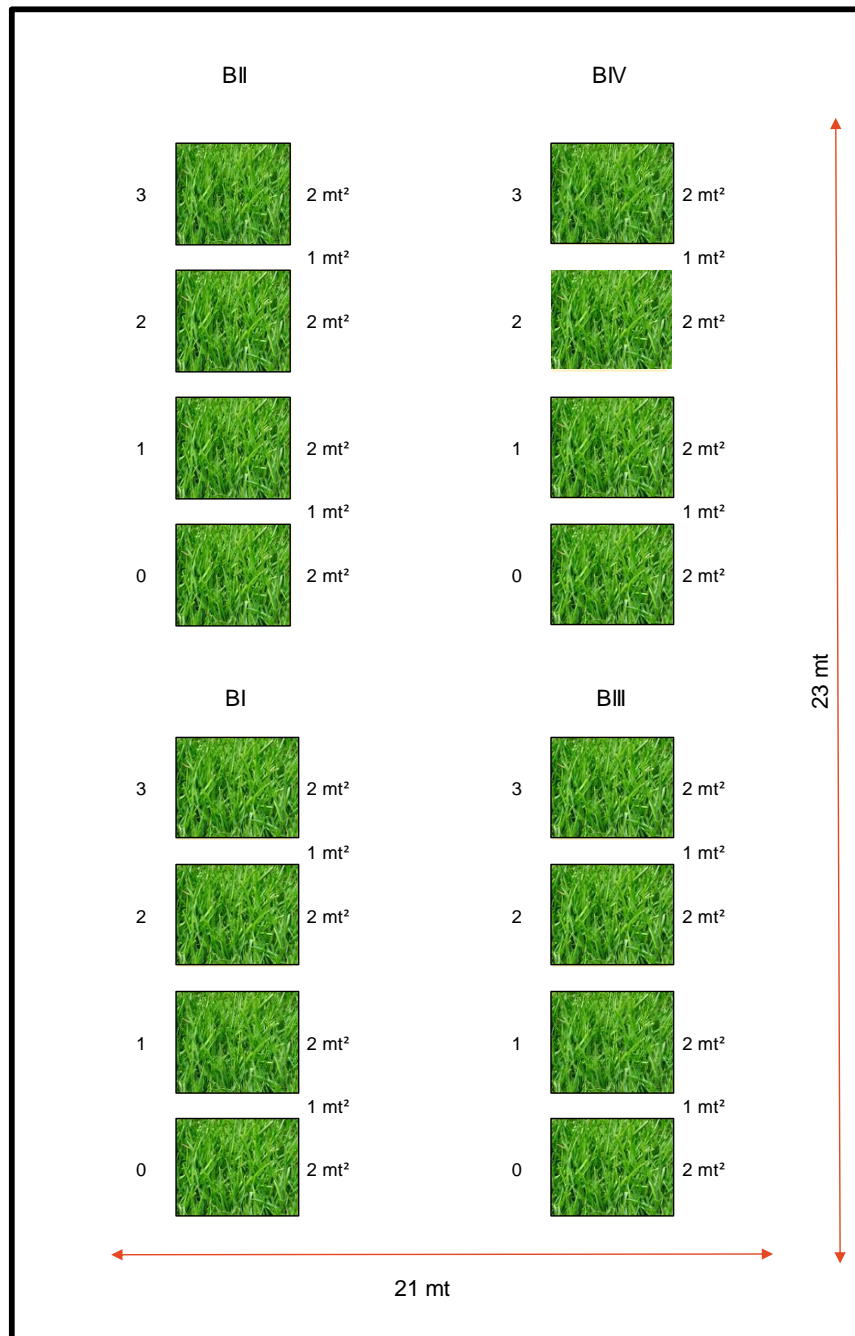 BII BIV
3 2 mt² 3 2 mt²
1 mt² 1 mt²
2 2 mt² 2 2 mt²
1 2 mt² 1 2 mt²
1 mt² 1 mt²
0 2 mt² 0 2 mt²
23 mt
BI BIII
3 2 mt² 3 2 mt²
1 mt² 1 mt²
2 2 mt² 2 2 mt²
1 2 mt² 1 2 mt²
1 mt² 1 mt²
0 2 mt² 0 2 mt²
21 mt